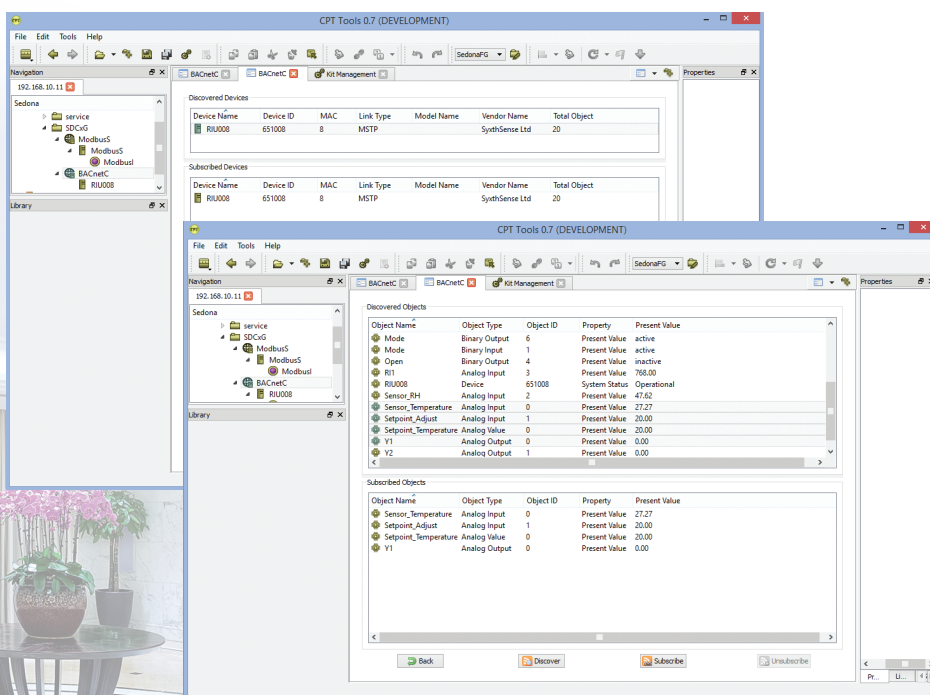 CPT Tools 0.7 (DEVELOPMENT)
File Edit Tools Help
SedonaFG
Navigation
192.168.10.11
Sedona
service
SDCxG
ModbusS
ModbusS
ModbusI
BACnetC
RIU008
Library
BACnetC BACnetC Kit Management
Properties
Discovered Devices
Device Name Device ID MAC Link Type Model Name Vendor Name Total Object
RIU008 651008 8 MSTP SyxthSense Ltd 20
Subscribed Devices
Device Name Device ID MAC Link Type Model Name Vendor Name Total Object
RIU008 651008 8 MSTP SyxthSense Ltd 20
CPT Tools 0.7 (DEVELOPMENT)
File Edit Tools Help
SedonaFG
Navigation
192.168.10.11
Sedona
service
SDCxG
ModbusS
ModbusS
ModbusI
BACnetC
RIU008
Library
BACnetC BACnetC Kit Management
Properties
Discovered Objects
Object Name Object Type Object ID Property Present Value
Mode Binary Output 6 Present Value active
Mode Binary Input 1 Present Value active
Open Binary Output 4 Present Value inactive
RI1 Analog Input 3 Present Value 768.00
RIU008 Device 651008 System Status Operational
Sensor_RH Analog Input 2 Present Value 47.62
Sensor_Temperature Analog Input 0 Present Value 27.27
Setpoint_Adjust Analog Input 1 Present Value 20.00
Setpoint_Temperature Analog Value 0 Present Value 20.00
Y1 Analog Output 0 Present Value 0.00
Y2 Analog Output 1 Present Value 0.00
Subscribed Objects
Object Name Object Type Object ID Property Present Value
Sensor_Temperature Analog Input 0 Present Value 27.27
Setpoint_Adjust Analog Input 1 Present Value 20.00
Setpoint_Temperature Analog Value 0 Present Value 20.00
Y1 Analog Output 0 Present Value 0.00
Back Discover Subscribe Unsubscribe
Pr... Li...